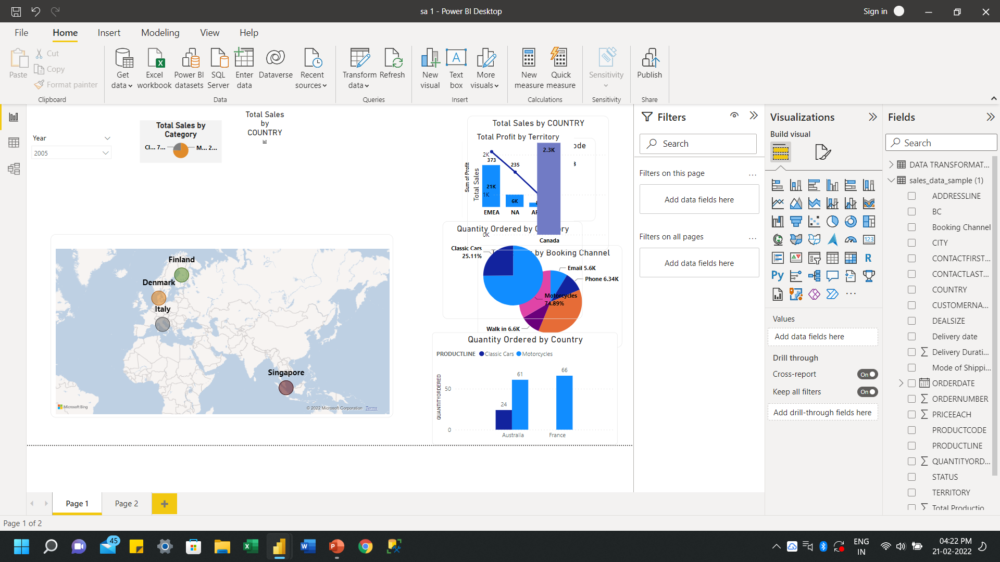 sa 1 - Power BI Desktop
Sign in
File Home Insert Modeling View Help
Paste
Cut
Copy
Format painter
Clipboard
Get data
Excel workbook
Power BI datasets
SQL Server
Enter data
Dataverse
Recent sources
Data
Transform data
Refresh
Queries
New visual
Text box
More visuals
Insert
New measure
Quick measure
Calculations
Sensitivity
Sensitivity
Publish
Share
Year
2005
Total Sales by
Category
Cl... 7...
M... 2...
Total Sales
by
COUNTRY
Finland
Denmark
Italy
Singapore
Microsoft Bing
© 2022 Microsoft Corporation Terms
Total Sales by COUNTRY
Total Profit by Territory
ode
2.3K
2K
373
235
Sum of Profit
Total Sales
21K
1K
6K
EMEA
NA
AF
0K
Canada
Quantity Ordered by C ry
Classic Cars
25.11%
Motorcycles
74.89%
by Booking Channel
Email 5.6K
Phone 6.34K
Walk in 6.6K
Quantity Ordered by Country
PRODUCTLINE Classic Cars Motorcycles
QUANTITYORDERED
50
0
24
61
66
Australia
France
Filters
Search
Filters on this page
...
Add data fields here
Filters on all pages
...
Add data fields here
Visualizations
Build visual
123
R
Py
...
Values
Add data fields here
Drill through
Cross-report
On
Keep all filters
On
Add drill-through fields here
Fields
Search
DATA TRANSFORMAT...
sales_data_sample (1)
ADDRESSLINE
BC
Booking Channel
CITY
CONTACTFIRST...
CONTACTLAST...
COUNTRY
CUSTOMERNA...
DEALSIZE
Delivery date
Delivery Durati...
Mode of Shippi...
ORDERDATE
ORDERNUMBER
PRICEEACH
PRODUCTCODE
PRODUCTLINE
QUANTITYORD...
STATUS
TERRITORY
Total Productio
Page 1
Page 2
+
Page 1 of 2
45
ENG
IN
04:22 PM
21-02-2022